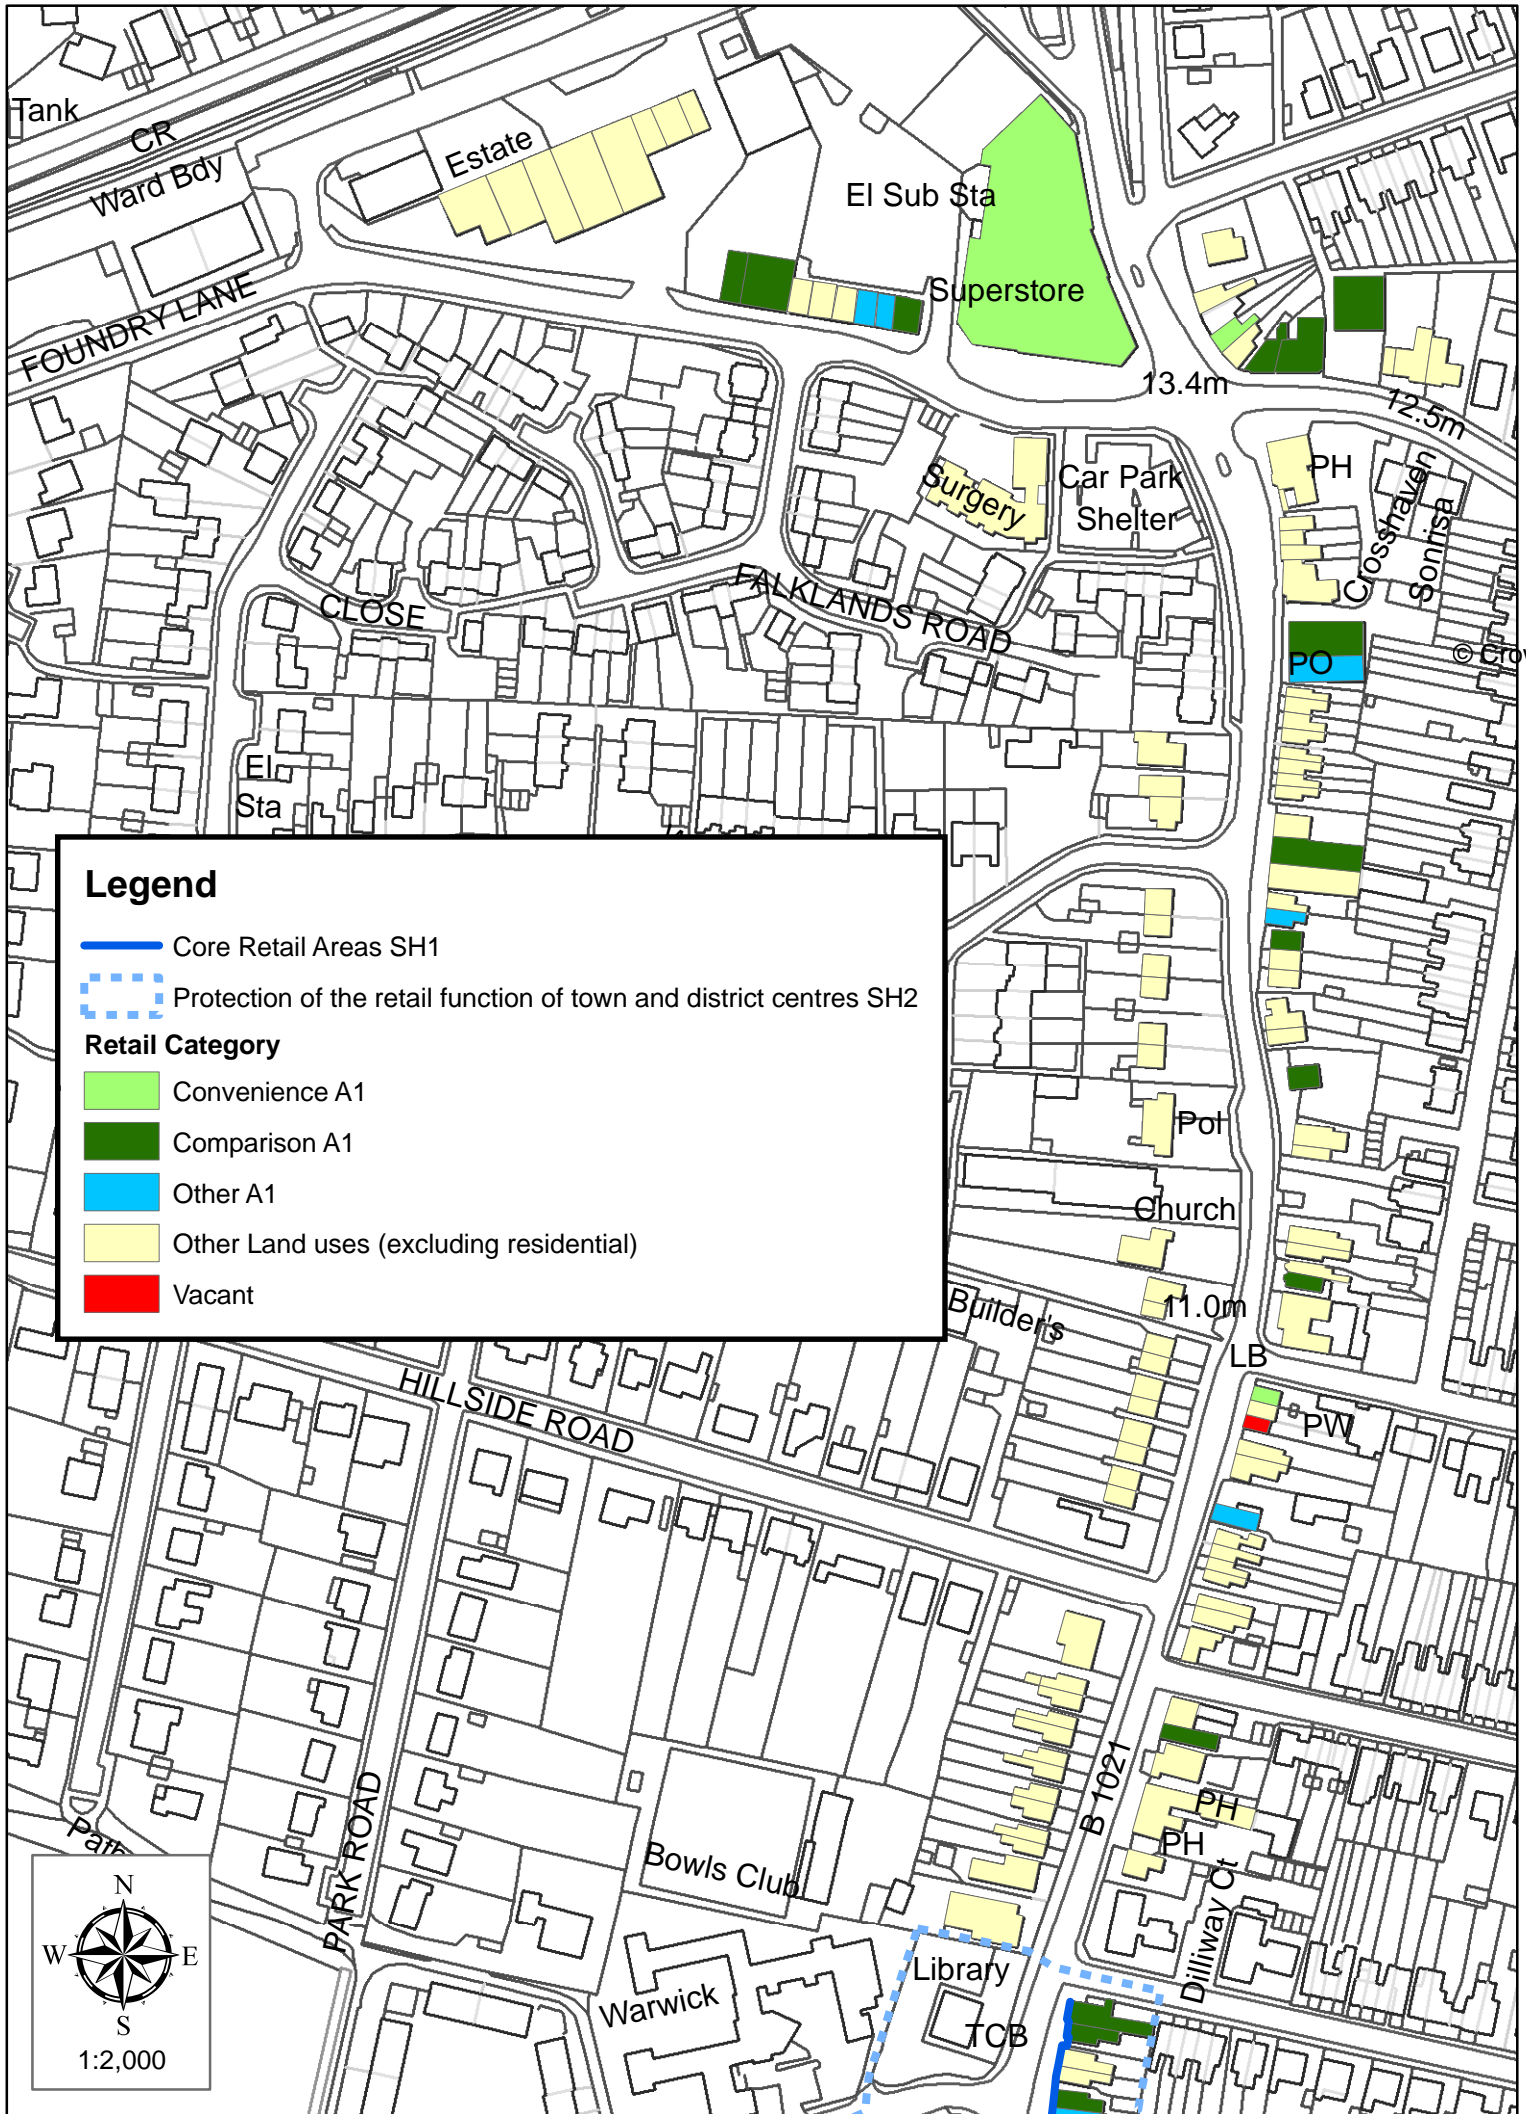 Tank
CR
Ward Bdy
Estate
El Sub Sta
FOUNDRY LANE
Superstore
13.4m
12.5m
Surgery
Car Park
Shelter
PH
Crosshaven
Sonrisa
FALKLANDS ROAD
CLOSE
PO
© Cro
El
Sta
Legend
Core Retail Areas SH1
Protection of the retail function of town and district centres SH2
Retail Category
Convenience A1
Comparison A1
Other A1
Other Land uses (excluding residential)
Vacant
Pol
Church
11.0m
Builder's
LB
PW
HILLSIDE ROAD
PARK ROAD
B 1021
PH
PH
Bowls Club
Dilliway Ct
Library
Warwick
TCB
N
W E
S
1:2,000